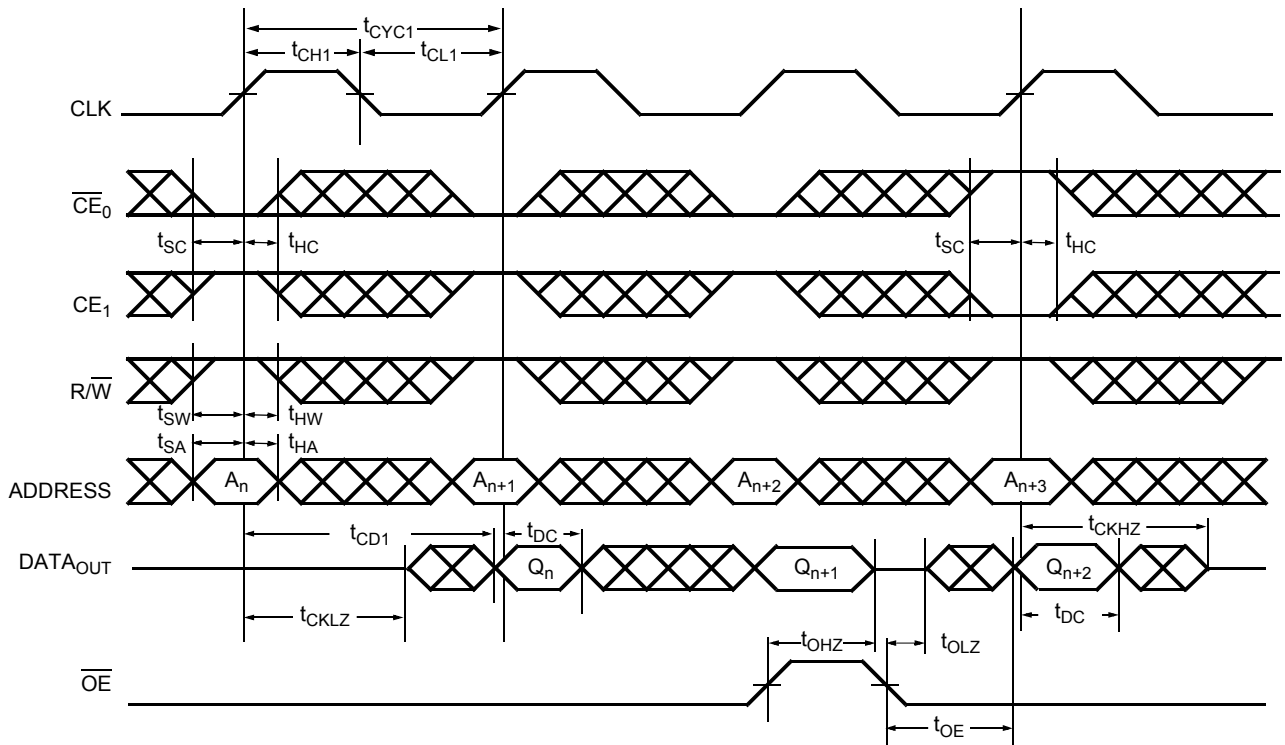 tCYC1
tCH1 tCL1
CLK
CE0
tSC tHC tSC tHC
CE1
R/W
tSW tHW
tSA tHA
ADDRESS An An+1 An+2 An+3
tCD1 tDC tCKHZ
DATAOUT Qn Qn+1 Qn+2
tCKLZ tDC
tOHZ tOLZ
OE
tOE